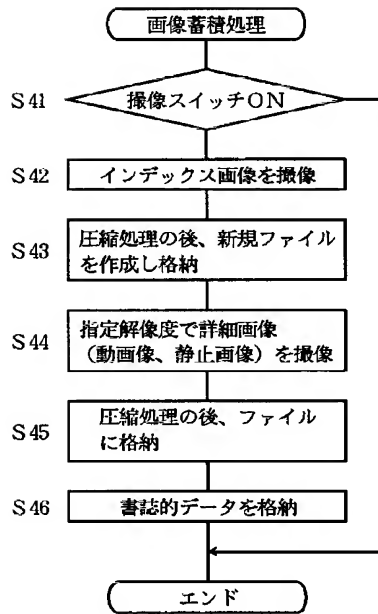 画像蓄積処理
S41
撮像スイッチON
S42
インデックス画像を撮像
S43
圧縮処理の後、新規ファイル
を作成し格納
S44
指定解像度で詳細画像
(動画像、静止画像)を撮像
S45
圧縮処理の後、ファイル
に格納
S46
書誌的データを格納
エンド